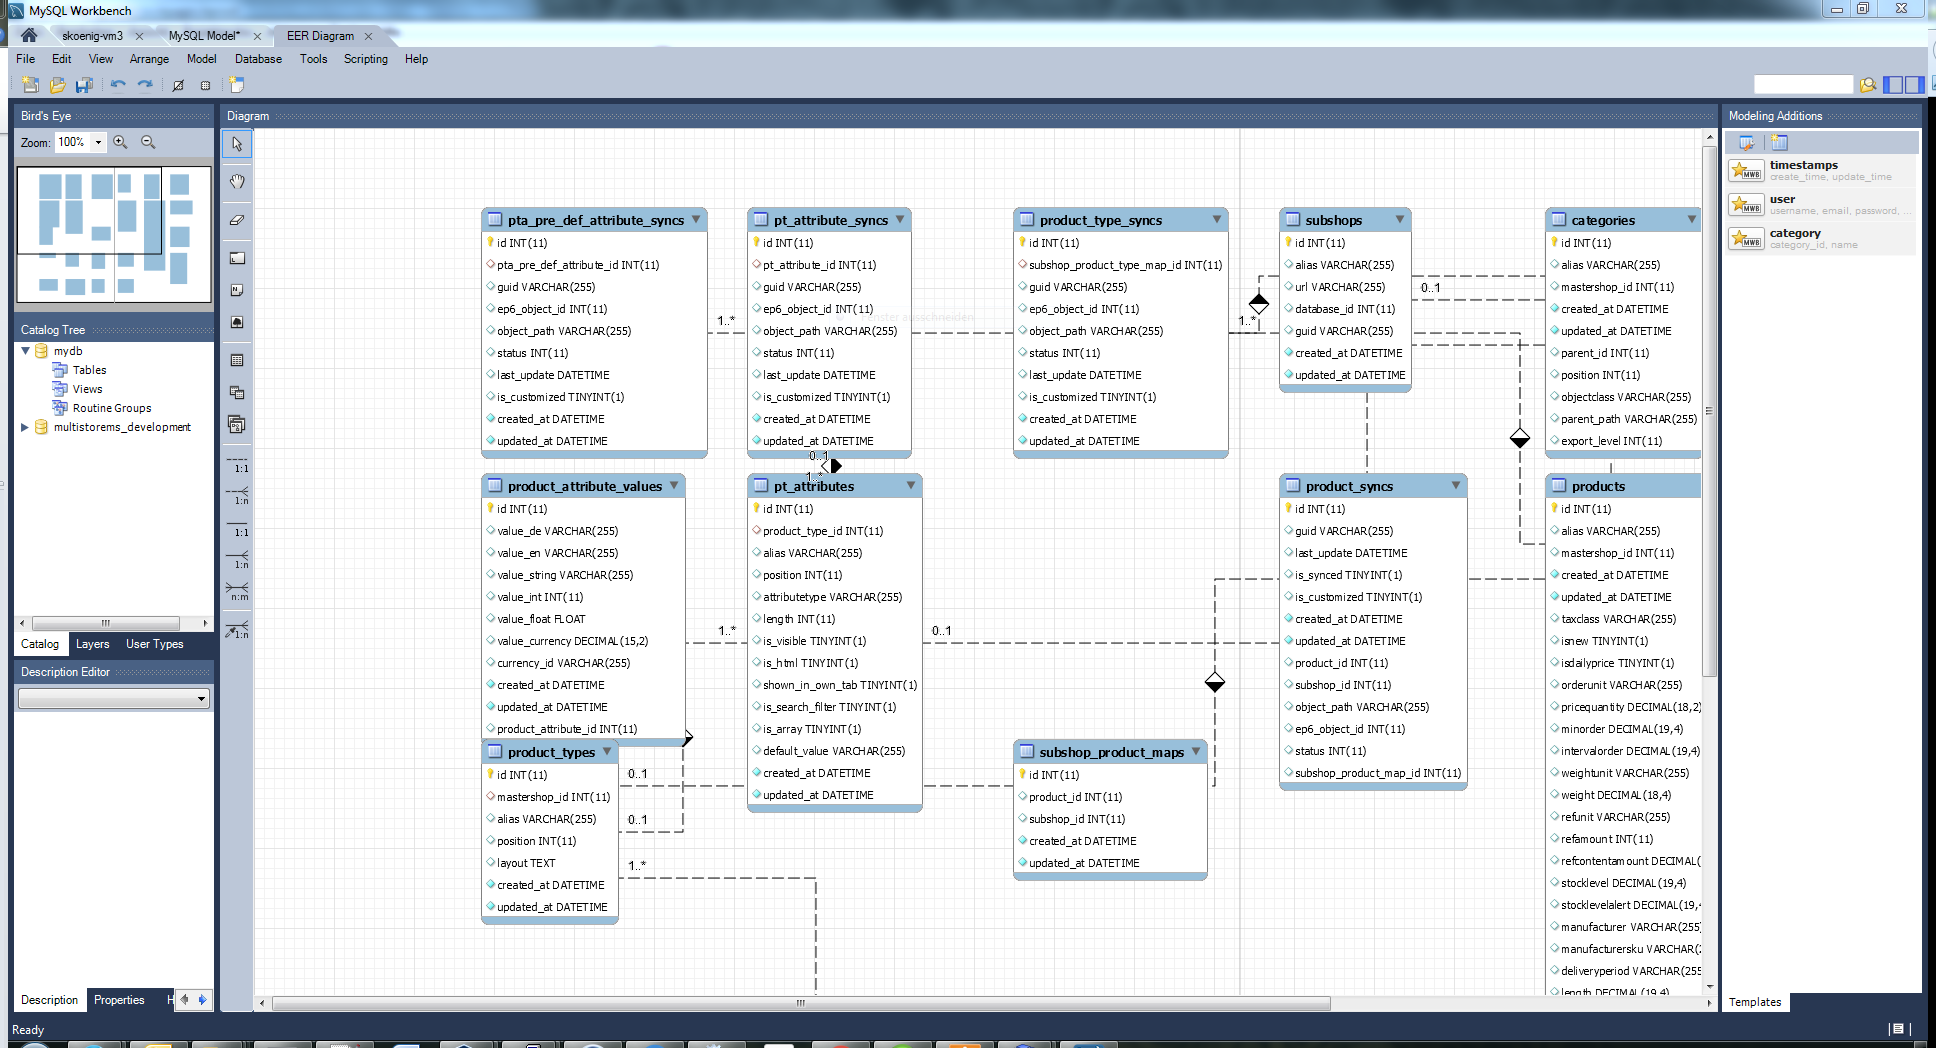 MySQL Workbench
skoenig-vm3
MySQL Model*
EER Diagram
File Edit View Arrange Model Database Tools Scripting Help
Bird's Eye
Zoom: 100%
Catalog Tree
mydb
Tables
Views
Routine Groups
multistorems_development
Catalog Layers User Types
Description Editor
Description Properties H
Ready
Diagram
1:1
1:n
1:1
1:n
n:m
1:n
pta_pre_def_attribute_syncs
id INT(11)
pta_pre_def_attribute_id INT(11)
guid VARCHAR(255)
ep6_object_id INT(11)
object_path VARCHAR(255)
status INT(11)
last_update DATETIME
is_customized TINYINT(1)
created_at DATETIME
updated_at DATETIME
1..*
pt_attribute_syncs
id INT(11)
pt_attribute_id INT(11)
guid VARCHAR(255)
ep6_object_id INT(11)
object_path VARCHAR(255)
status INT(11)
last_update DATETIME
is_customized TINYINT(1)
created_at DATETIME
updated_at DATETIME
0..1
1..*
Fenster ausschneiden
product_type_syncs
id INT(11)
subshop_product_type_map_id INT(11)
guid VARCHAR(255)
ep6_object_id INT(11)
object_path VARCHAR(255)
status INT(11)
last_update DATETIME
is_customized TINYINT(1)
created_at DATETIME
updated_at DATETIME
1..*
subshops
id INT(11)
alias VARCHAR(255)
url VARCHAR(255)
database_id INT(11)
guid VARCHAR(255)
created_at DATETIME
updated_at DATETIME
0..1
categories
id INT(11)
alias VARCHAR(255)
mastershop_id INT(11)
created_at DATETIME
updated_at DATETIME
parent_id INT(11)
position INT(11)
objectclass VARCHAR(255)
parent_path VARCHAR(255)
export_level INT(11)
product_attribute_values
id INT(11)
value_de VARCHAR(255)
value_en VARCHAR(255)
value_string VARCHAR(255)
value_int INT(11)
value_float FLOAT
value_currency DECIMAL(15,2)
currency_id VARCHAR(255)
created_at DATETIME
updated_at DATETIME
product_attribute_id INT(11)
1..*
pt_attributes
id INT(11)
product_type_id INT(11)
alias VARCHAR(255)
position INT(11)
attributetype VARCHAR(255)
length INT(11)
is_visible TINYINT(1)
is_html TINYINT(1)
shown_in_own_tab TINYINT(1)
is_search_filter TINYINT(1)
is_array TINYINT(1)
default_value VARCHAR(255)
created_at DATETIME
updated_at DATETIME
0..1
product_syncs
id INT(11)
guid VARCHAR(255)
last_update DATETIME
is_synced TINYINT(1)
is_customized TINYINT(1)
created_at DATETIME
updated_at DATETIME
product_id INT(11)
subshop_id INT(11)
object_path VARCHAR(255)
ep6_object_id INT(11)
status INT(11)
subshop_product_map_id INT(11)
products
id INT(11)
alias VARCHAR(255)
mastershop_id INT(11)
created_at DATETIME
updated_at DATETIME
taxclass VARCHAR(255)
isnew TINYINT(1)
isdailyprice TINYINT(1)
orderunit VARCHAR(255)
pricequantity DECIMAL(18,2)
minorder DECIMAL(19,4)
intervalorder DECIMAL(19,4)
weightunit VARCHAR(255)
weight DECIMAL(18,4)
refunit VARCHAR(255)
refamount INT(11)
refcontentamount DECIMAL(
stocklevel DECIMAL(19,4)
stocklevelalert DECIMAL(19,4
manufacturer VARCHAR(255)
manufacturersku VARCHAR(2
deliveryperiod VARCHAR(255
length DECIMAL(19,4)
product_types
id INT(11)
mastershop_id INT(11)
alias VARCHAR(255)
position INT(11)
layout TEXT
created_at DATETIME
updated_at DATETIME
0..1
0..1
1..*
subshop_product_maps
id INT(11)
product_id INT(11)
subshop_id INT(11)
created_at DATETIME
updated_at DATETIME
Modeling Additions
MWB
timestamps
create_time, update_time
MWB
user
username, email, password, ...
MWB
category
category_id, name
Templates